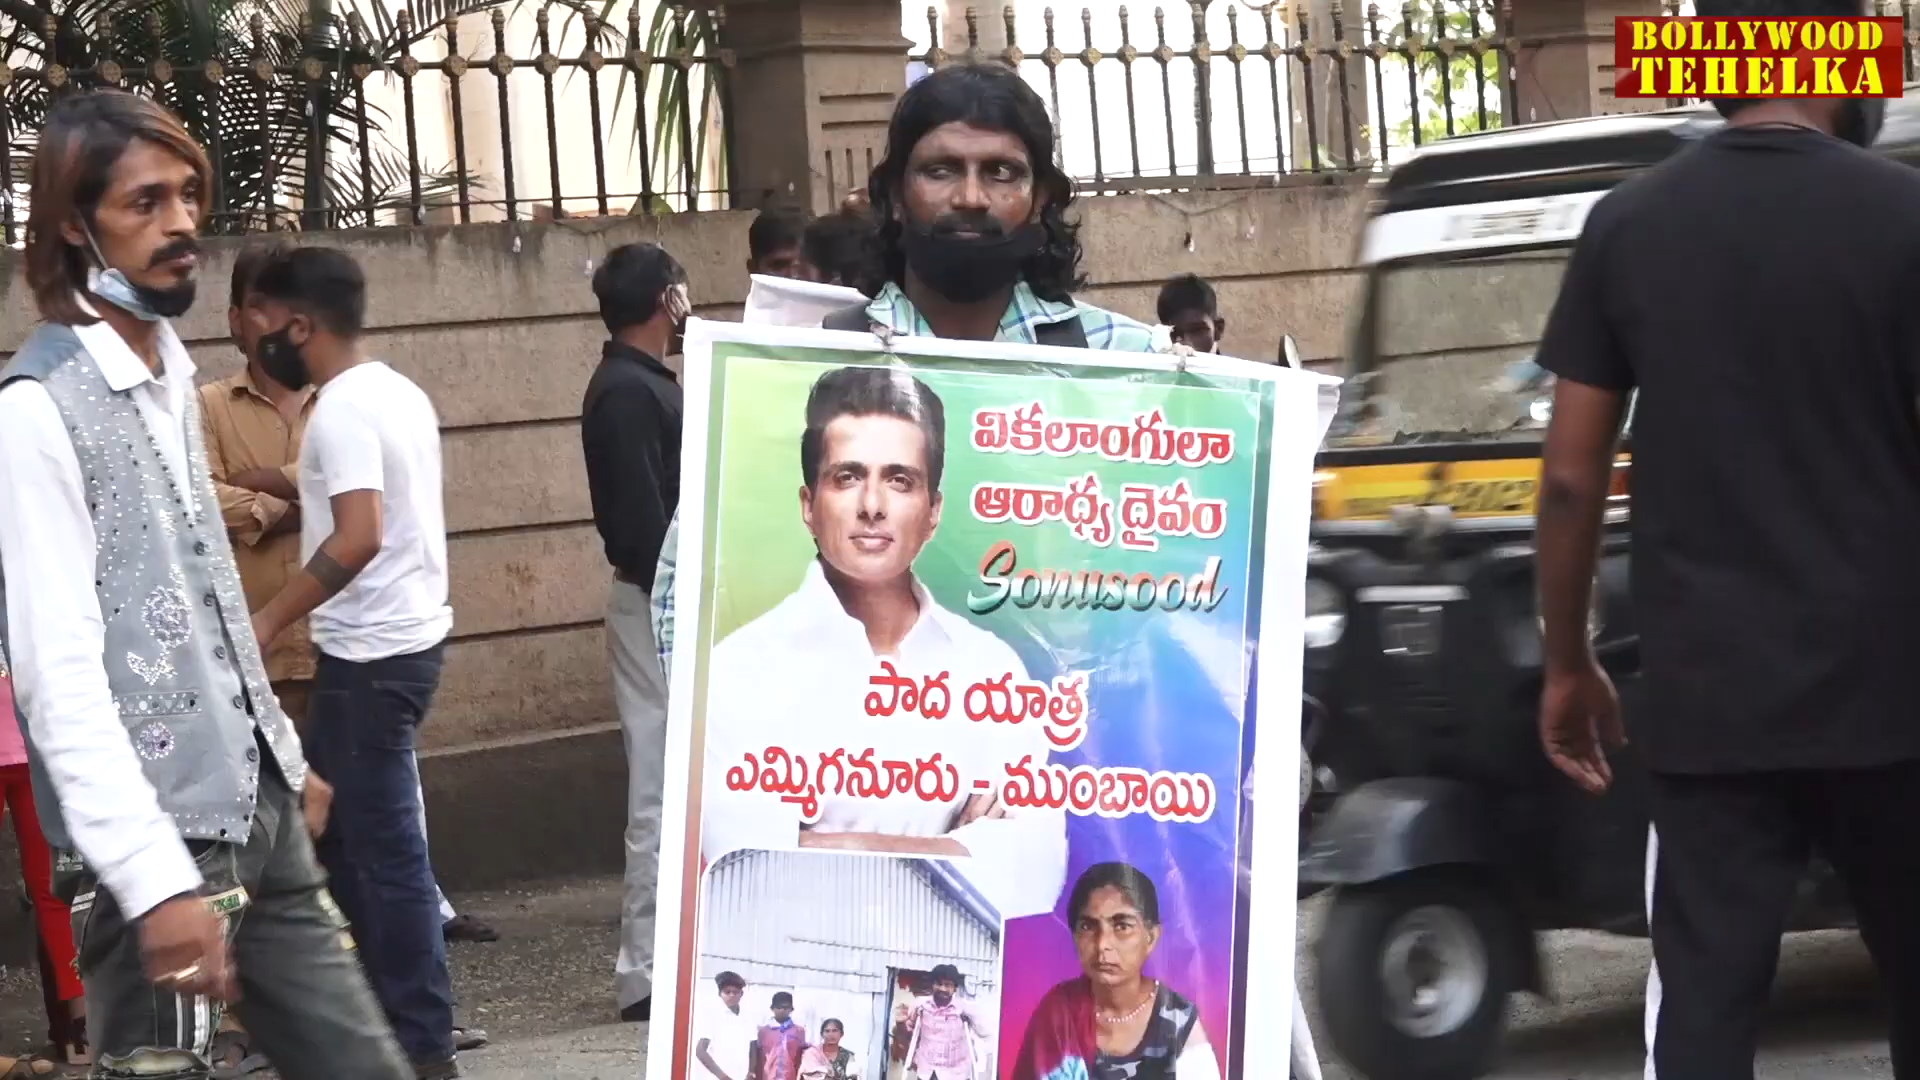 BOLLYWOOD
TEHELKA
వికలాంగులా
ఆరాధ్య దైవం
Sonusood
పాద యాత్ర
ఎమ్మిగనూరు - ముంబాయి